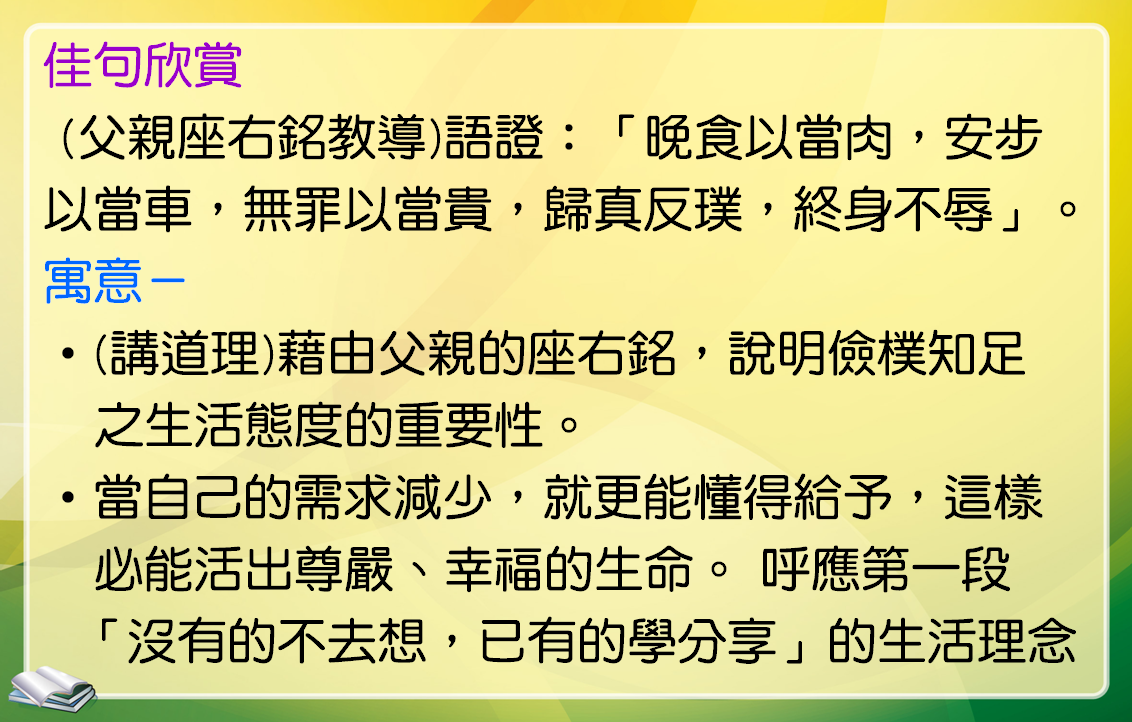 佳句欣賞
(父親座右銘教導)語證：「晚食以當肉，安步
以當車，無罪以當貴，歸真反璞，終身不辱」。
寓意－
・(講道理)藉由父親的座右銘，說明儉樸知足
之生活態度的重要性。
・當自己的需求減少，就更能懂得給予，這樣
必能活出尊嚴、幸福的生命。 呼應第一段
「沒有的不去想，已有的學分享」的生活理念